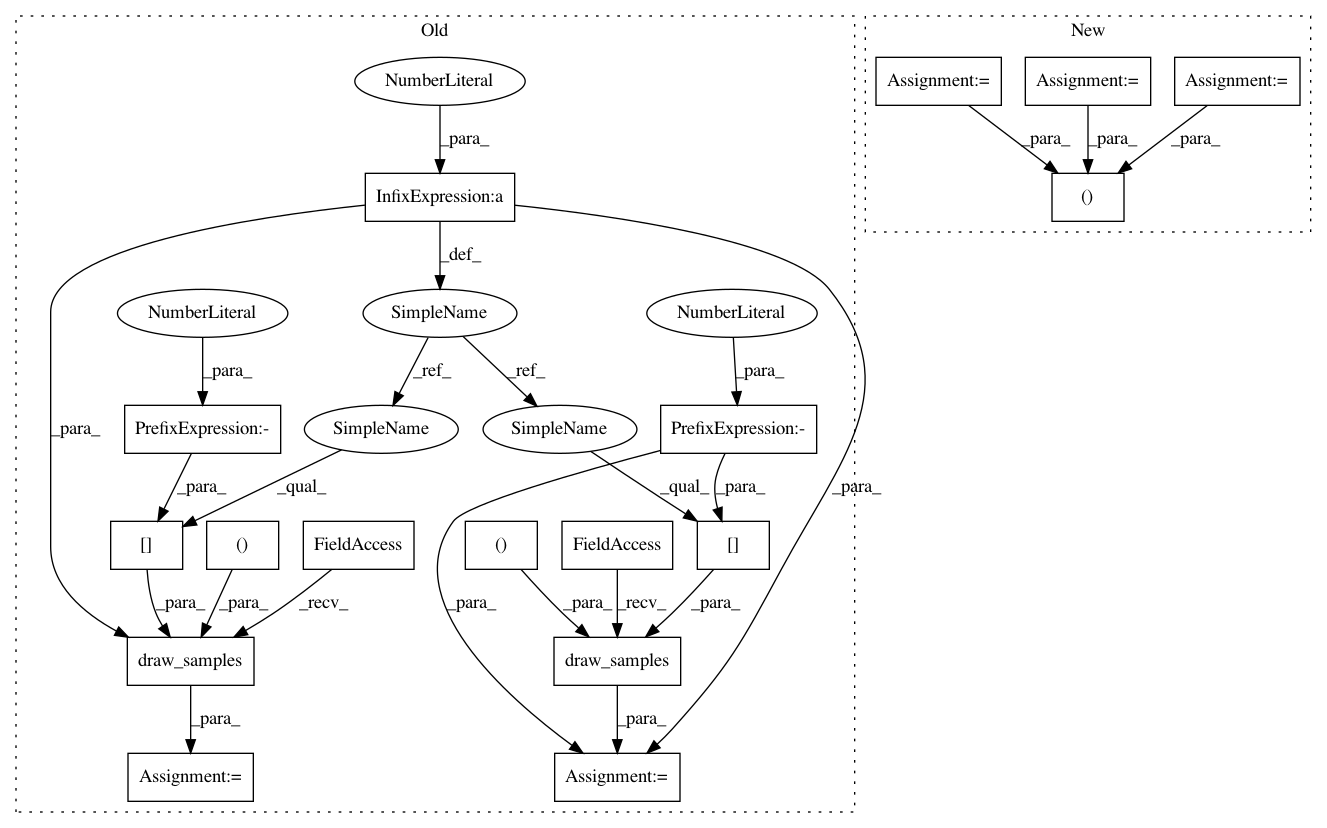 Old
New
NumberLiteral
Assignment:=
Assignment:=
Assignment:=
_para_
_para_
_para_
_para_
InfixExpression:a
()
_def_
NumberLiteral
SimpleName
NumberLiteral
_para_
_ref_
_ref_
_para_
_para_
PrefixExpression:-
SimpleName
SimpleName
PrefixExpression:-
_para_
_qual_
_qual_
_para_
_para_
[]
()
FieldAccess
()
FieldAccess
[]
_para_
_para_
_recv_
_para_
_para_
_recv_
_para_
draw_samples
draw_samples
_para_
_para_
Assignment:=
Assignment:=